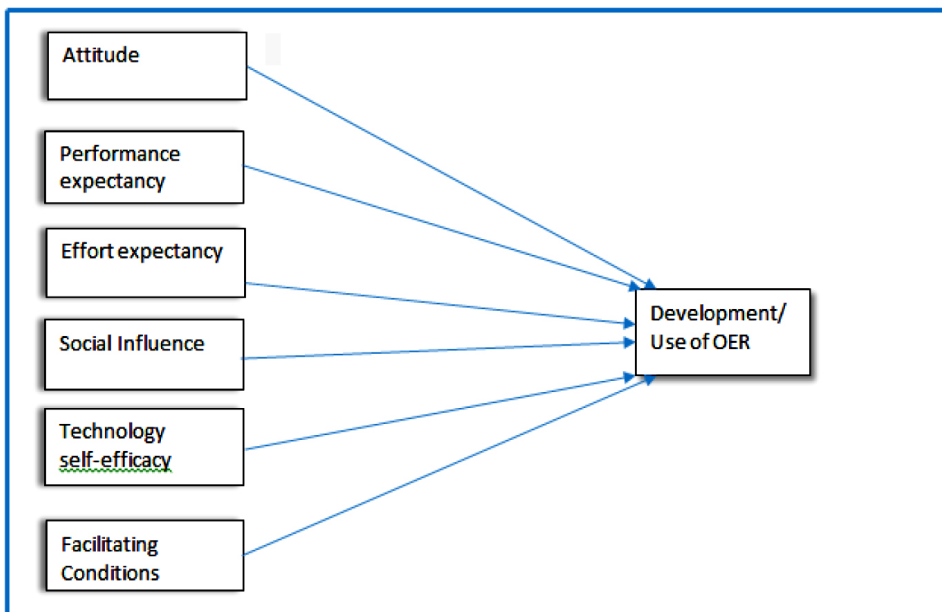 Attitude
Performance
expectancy
Effort expectancy
Social Influence
Technology
self-efficacy
Facilitating
Conditions
Development/
Use of OER